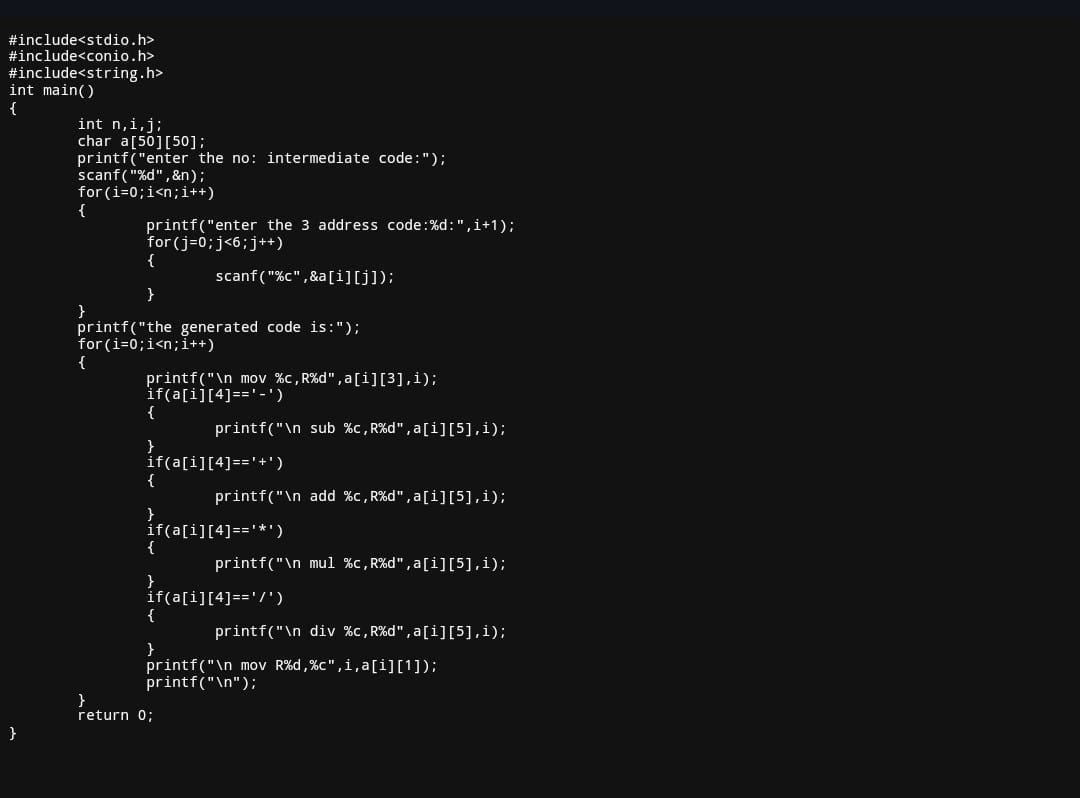 #include<stdio.h>
#include<conio.h>
#include<string.h>
int main()
{
        int n,i,j;
        char a[50][50];
        printf("enter the no: intermediate code:");
        scanf("%d",&n);
        for(i=0;i<n;i++)
        {
                printf("enter the 3 address code:%d:",i+1);
                for(j=0;j<6;j++)
                {
                        scanf("%c",&a[i][j]);
                }
        }
        printf("the generated code is:");
        for(i=0;i<n;i++)
        {
                printf("\n mov %c,R%d",a[i][3],i);
                if(a[i][4]=='-')
                {
                        printf("\n sub %c,R%d",a[i][5],i);
                }
                if(a[i][4]=='+')
                {
                        printf("\n add %c,R%d",a[i][5],i);
                }
                if(a[i][4]=='*')
                {
                        printf("\n mul %c,R%d",a[i][5],i);
                }
                if(a[i][4]=='/')
                {
                        printf("\n div %c,R%d",a[i][5],i);
                }
                printf("\n mov R%d,%c",i,a[i][1]);
                printf("\n");
        }
        return 0;
}